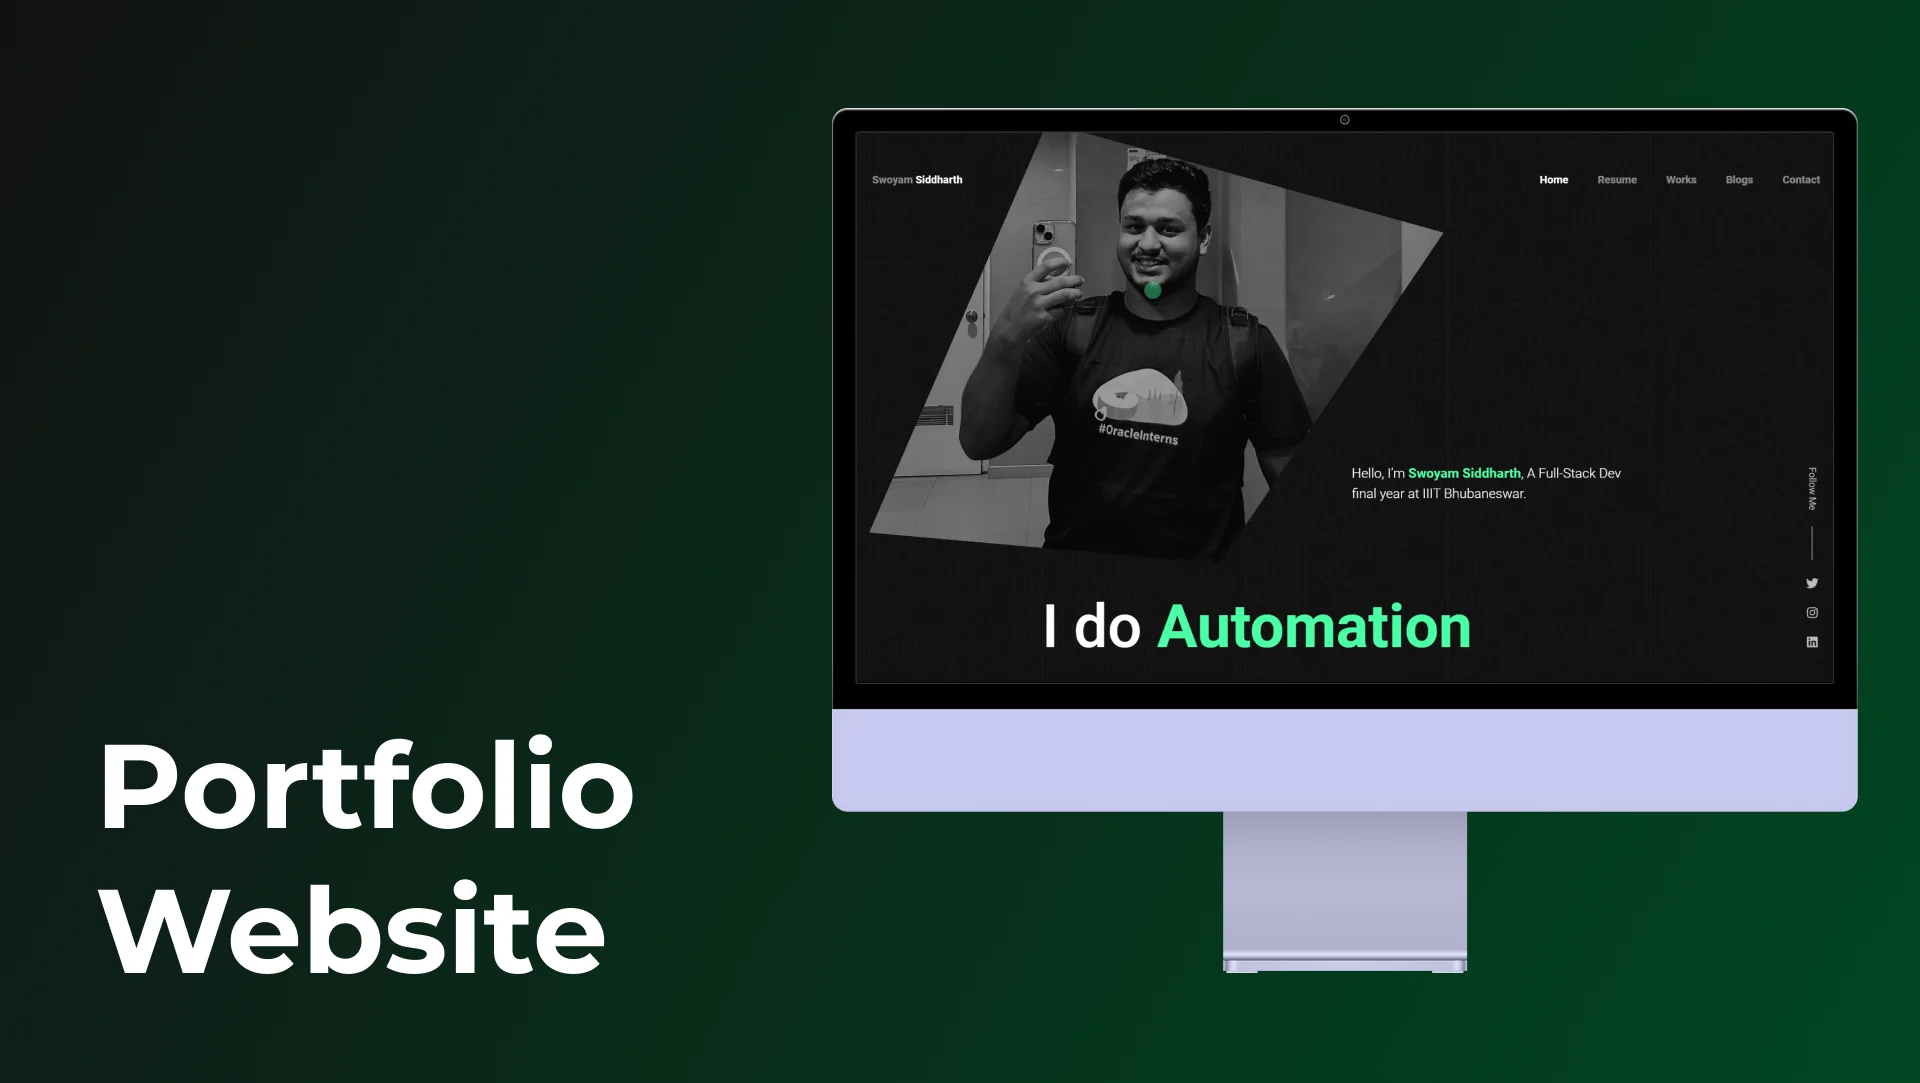 Swoyam Siddharth
Home Resume Works Blogs Contact
#OracleInterns
Hello, I'm Swoyam Siddharth, A Full-Stack Dev
final year at IIIT Bhubaneswar.
Follow Me
I do Automation
Portfolio
Website